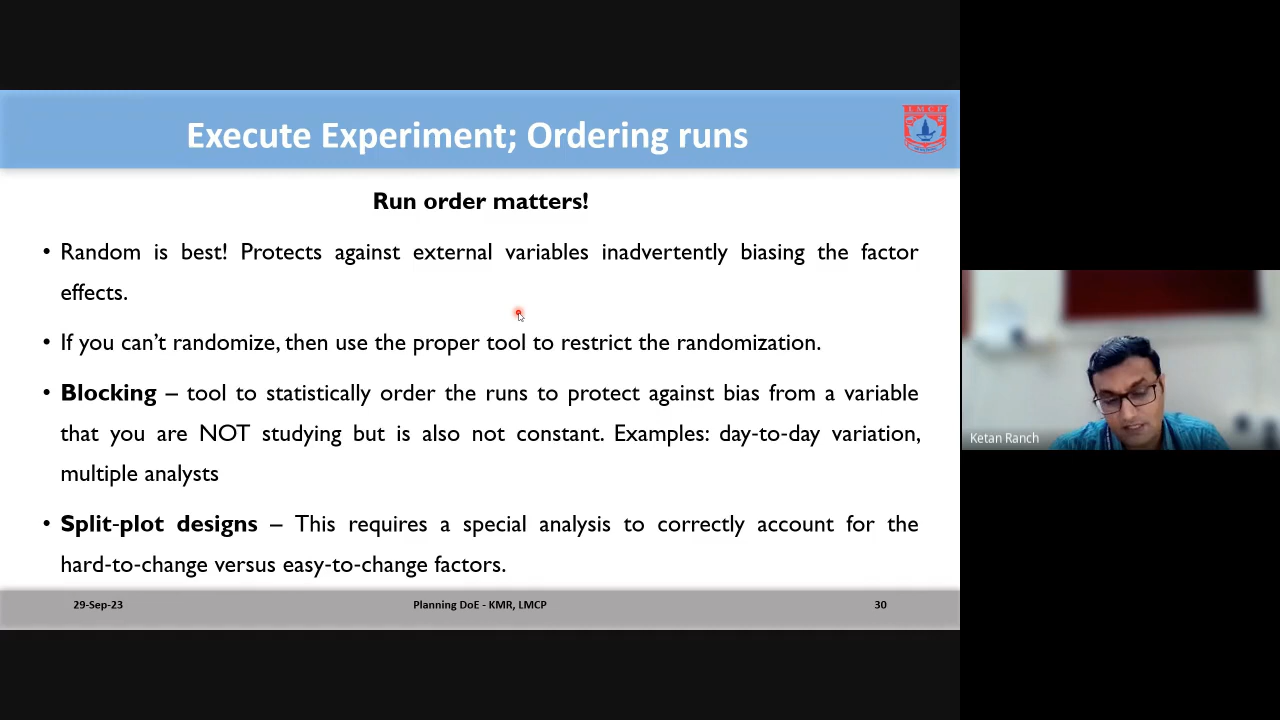 Execute Experiment; Ordering runs
LMCP
Run order matters!
• Random is best! Protects against external variables inadvertently biasing the factor
effects.
• If you can’t randomize, then use the proper tool to restrict the randomization.
• Blocking – tool to statistically order the runs to protect against bias from a variable
that you are NOT studying but is also not constant. Examples: day-to-day variation,
multiple analysts
Ketan Ranch
• Split-plot designs – This requires a special analysis to correctly account for the
hard-to-change versus easy-to-change factors.
29-Sep-23
Planning DoE - KMR, LMCP
30